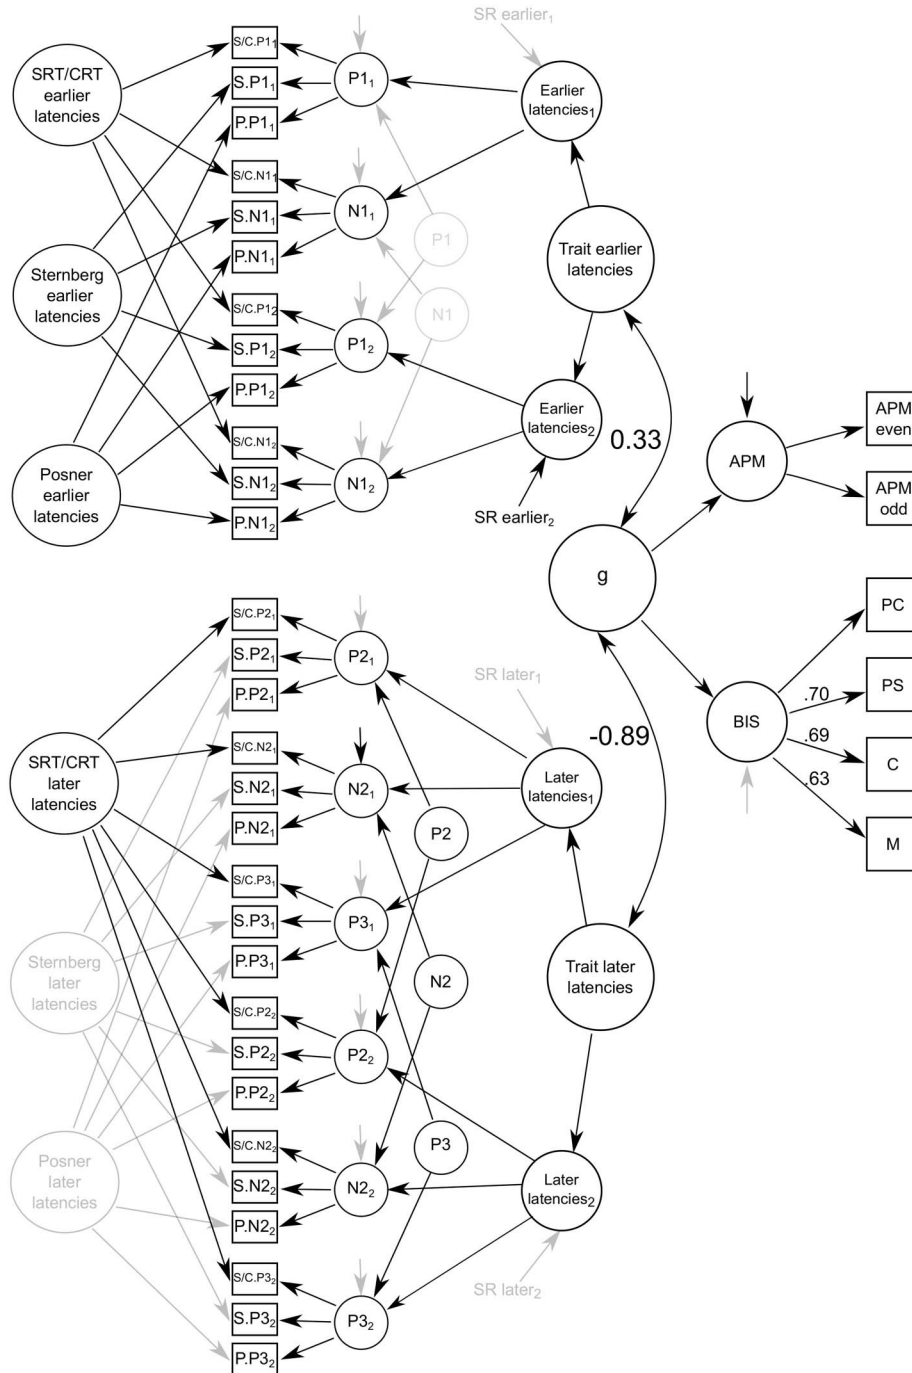 SR earlier₁
SRT/CRT
earlier
latencies
S/C.P1₁
S.P1₁
P.P1₁
P1₁
Earlier
latencies₁
S/C.N1₁
S.N1₁
P.N1₁
N1₁
P1
Trait earlier
latencies
Sternberg
earlier
latencies
S/C.P1₂
S.P1₂
P.P1₂
P1₂
N1
Earlier
latencies₂
0.33
APM
APM
even
APM
odd
Posner
earlier
latencies
S/C.N1₂
S.N1₂
P.N1₂
N1₂
SR earlier₂
g
S/C.P2₁
S.P2₁
P.P2₁
P2₁
SR later₁
-0.89
BIS
PC
.70
PS
.69
C
.63
M
SRT/CRT
later
latencies
S/C.N2₁
S.N2₁
P.N2₁
N2₁
Later
latencies₁
P2
S/C.P3₁
S.P3₁
P.P3₁
P3₁
N2
Trait later
latencies
Sternberg
later
latencies
S/C.P2₂
S.P2₂
P.P2₂
P2₂
P3
Posner
later
latencies
S/C.N2₂
S.N2₂
P.N2₂
N2₂
Later
latencies₂
SR later₂
S/C.P3₂
S.P3₂
P.P3₂
P3₂